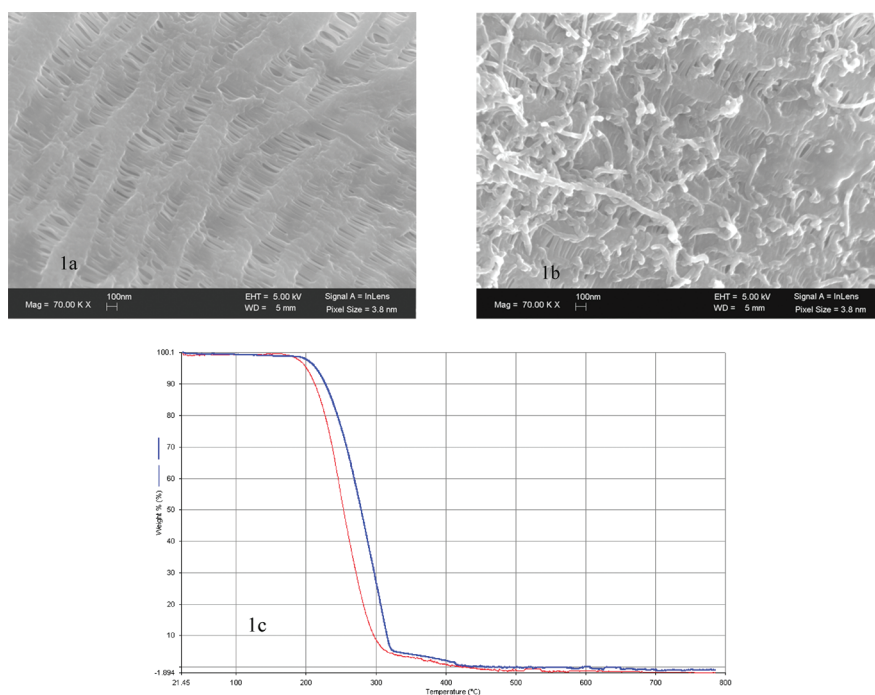 1a
Mag = 70.00 K X
100nm
EHT = 5.00 kV
WD = 5 mm
Signal A = InLens
Pixel Size = 3.8 nm
1b
Mag = 70.00 K X
100nm
EHT = 5.00 kV
WD = 5 mm
Signal A = InLens
Pixel Size = 3.8 nm
100.1
90
80
70
60
50
40
30
20
10
-1.894
Weight % (%)
1c
21.45
100
200
300
400
500
600
700
800
Temperature (°C)